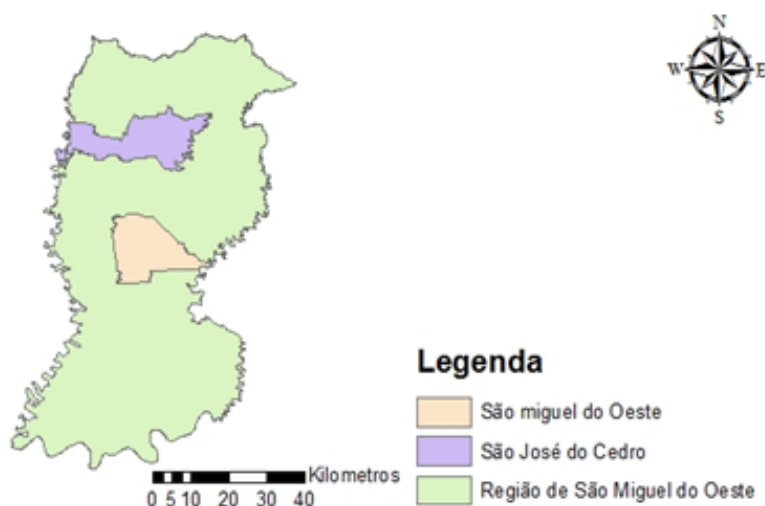 N
W E
S
Legenda
São miguel do Oeste
São José do Cedro
Região de São Miguel do Oeste
Kilometros
0 5 10 20 30 40